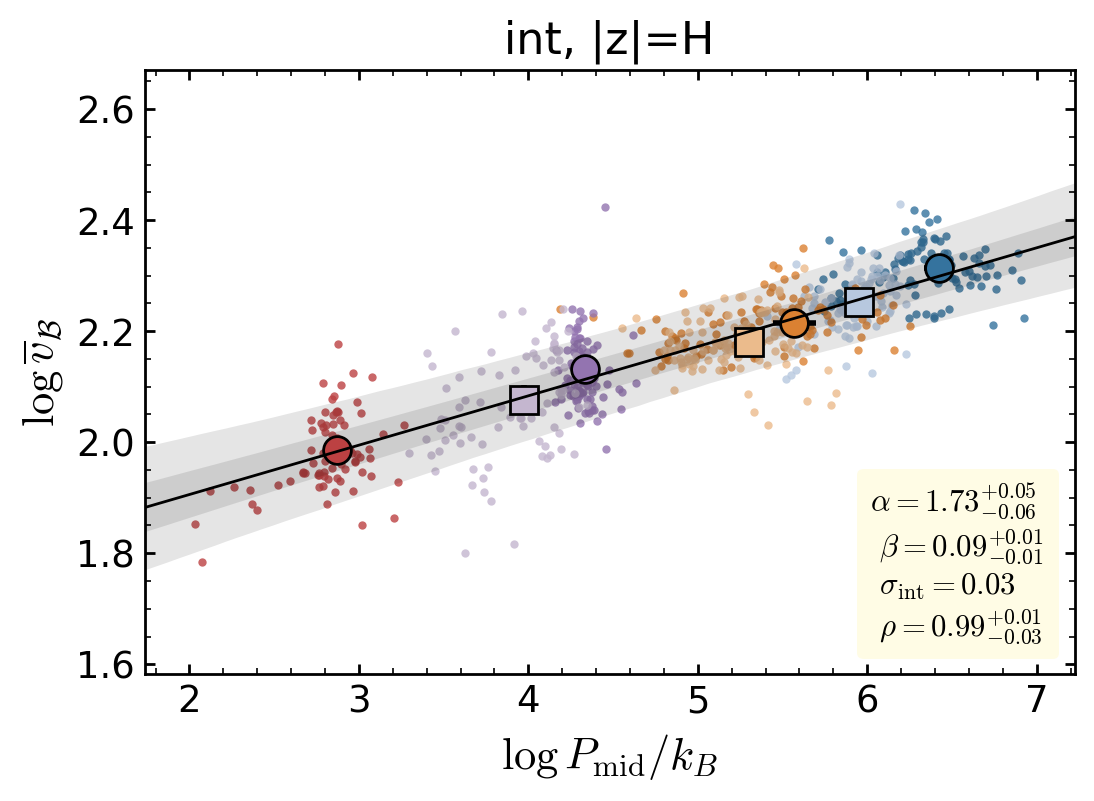 int, |z|=H
2.6
2.4
2.2
2.0
1.8
1.6
log v̅_ℬ
α = 1.73^{+0.05}_{−0.06}
β = 0.09^{+0.01}_{−0.01}
σ_int = 0.03
ρ = 0.99^{+0.01}_{−0.03}
2 3 4 5 6 7
log P_mid/k_B